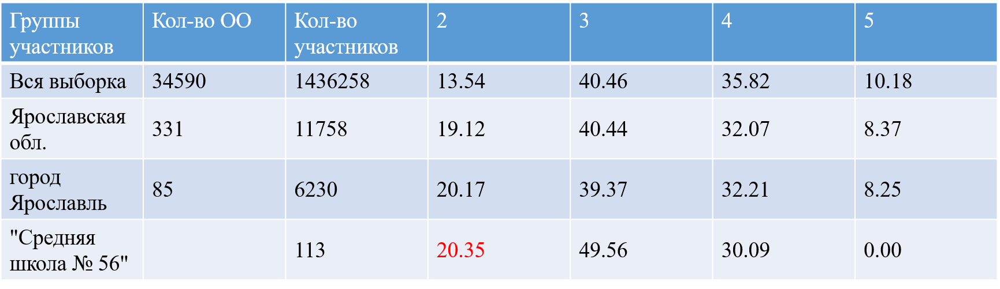 Группы участников Кол-во ОО Кол-во участников 2 3 4 5
Вся выборка 34590 1436258 13.54 40.46 35.82 10.18
Ярославская обл. 331 11758 19.12 40.44 32.07 8.37
город Ярославль 85 6230 20.17 39.37 32.21 8.25
"Средняя школа № 56" 113 20.35 49.56 30.09 0.00